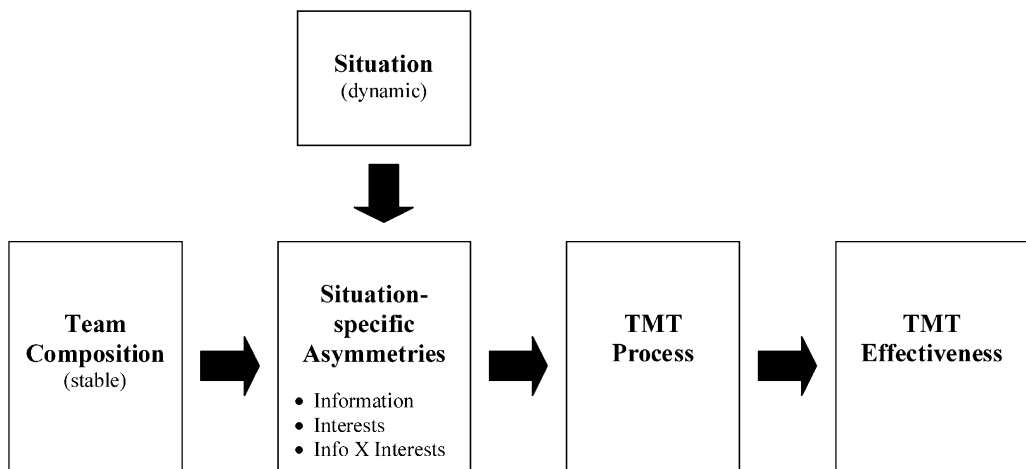 Situation
(dynamic)
Team
Composition
(stable)
Situation-
specific
Asymmetries
• Information
• Interests
• Info X Interests
TMT
Process
TMT
Effectiveness